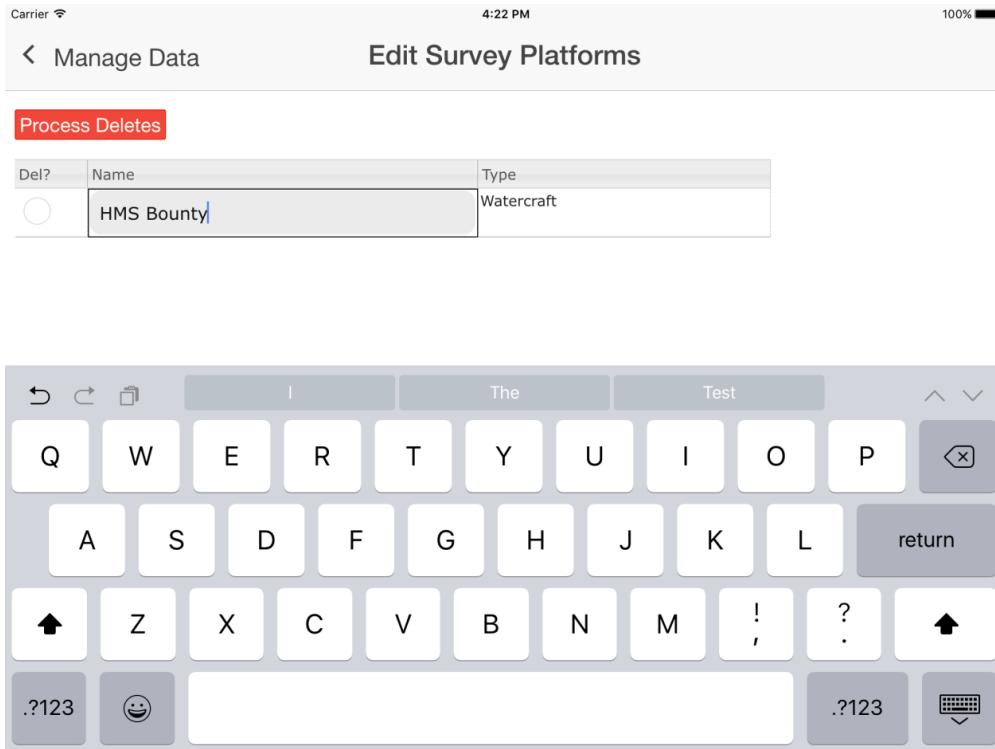 Carrier 4:22 PM 100%
Manage Data Edit Survey Platforms
Process Deletes
Del? Name Type
HMS Bounty Watercraft
I The Test
Q W E R T Y U I O P
A S D F G H J K L return
Z X C V B N M ! , ? .
.?123 .?123